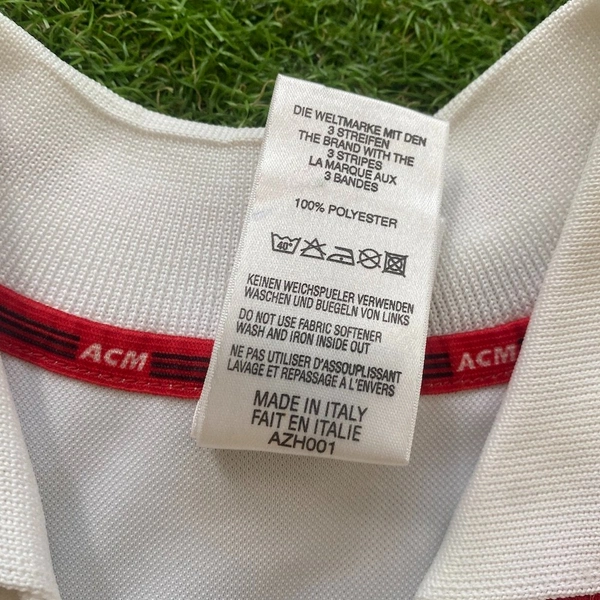 DIE WELTMARKE MIT DEN
3 STREIFEN
THE BRAND WITH THE
3 STRIPES
LA MARQUE AUX
3 BANDES
100% POLYESTER
40°
KEINEN WEICHSPUELER VERWENDEN
WASCHEN UND BUEGELN VON LINKS
DO NOT USE FABRIC SOFTENER
WASH AND IRON INSIDE OUT
NE PAS UTILISER D'ASSOUPLISSANT
LAVAGE ET REPASSAGE À L'ENVERS
MADE IN ITALY
FAIT EN ITALIE
AZH001
ACM
ACM